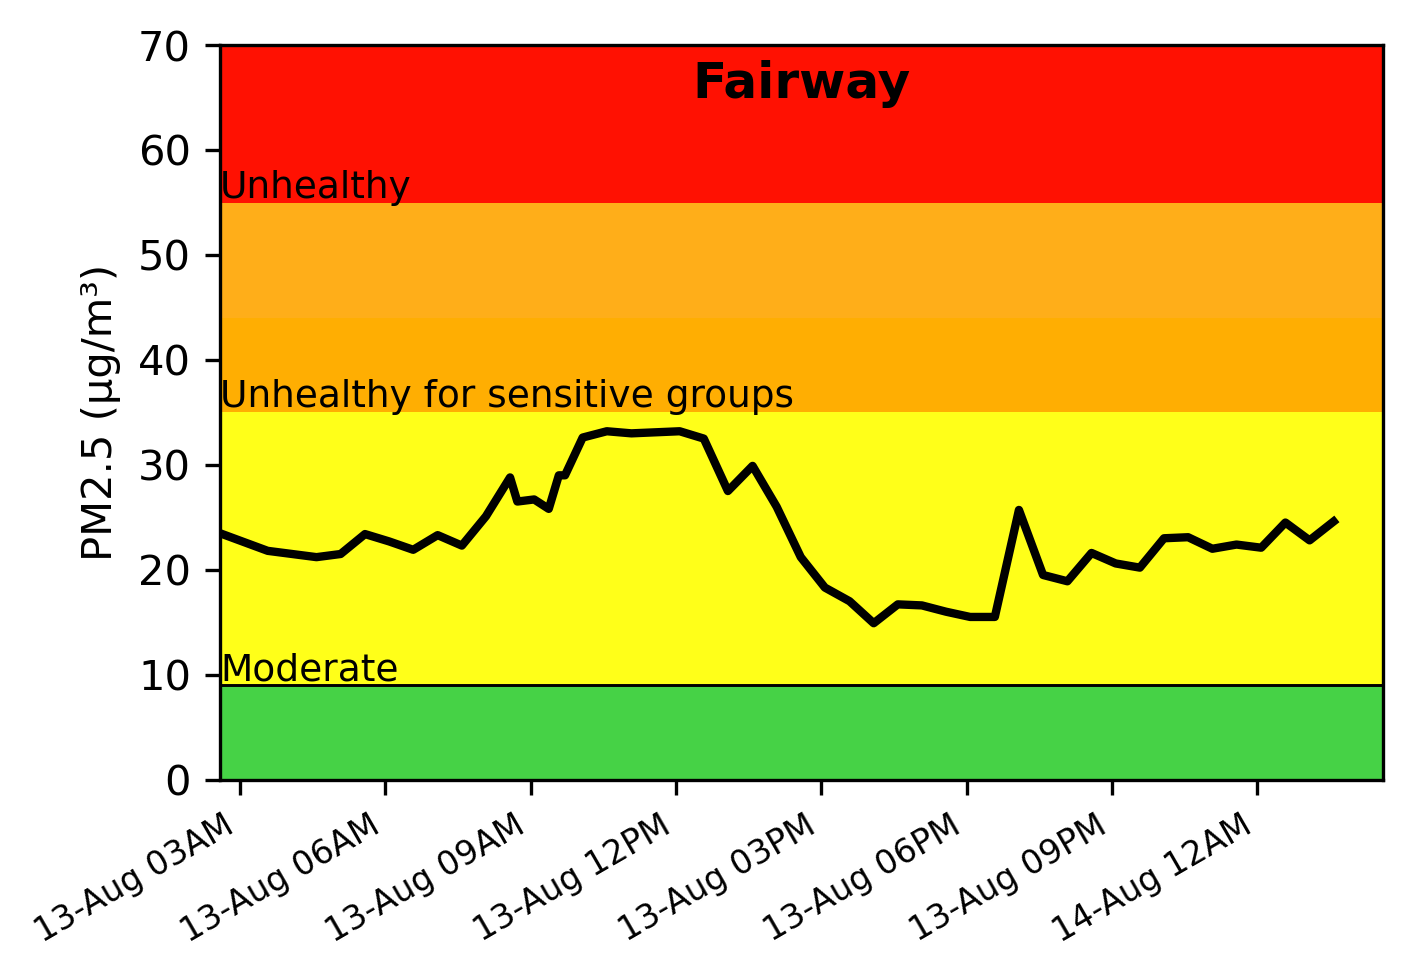 Fairway
70
60
Unhealthy
50
PM2.5 (µg/m³)
40
Unhealthy for sensitive groups
30
20
Moderate
10
0
13-Aug 03AM
13-Aug 06AM
13-Aug 09AM
13-Aug 12PM
13-Aug 03PM
13-Aug 06PM
13-Aug 09PM
14-Aug 12AM